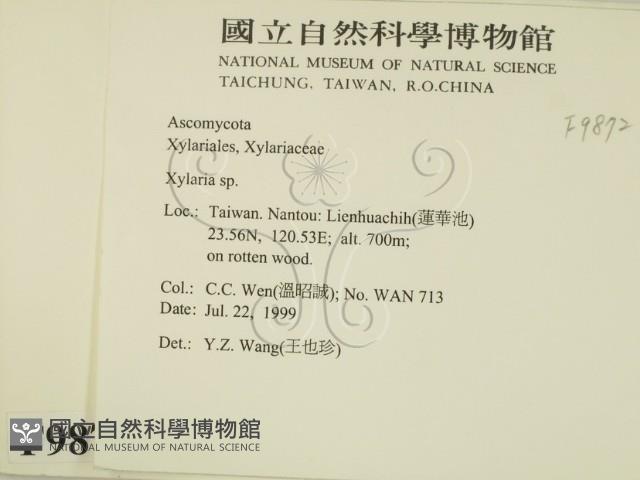 國立自然科學博物館
NATIONAL MUSEUM OF NATURAL SCIENCE
TAICHUNG, TAIWAN, R.O.CHINA
F9872
Ascomycota
Xylariales, Xylariaceae
Xylaria sp.
Loc.: Taiwan. Nantou: Lienhuachih(蓮華池)
23.56N, 120.53E; alt. 700m;
on rotten wood.
Col.: C.C. Wen(溫昭誠); No. WAN 713
Date: Jul. 22, 1999
Det.: Y.Z. Wang(王也珍)
國立自然科學博物館
NATIONAL MUSEUM OF NATURAL SCIENCE